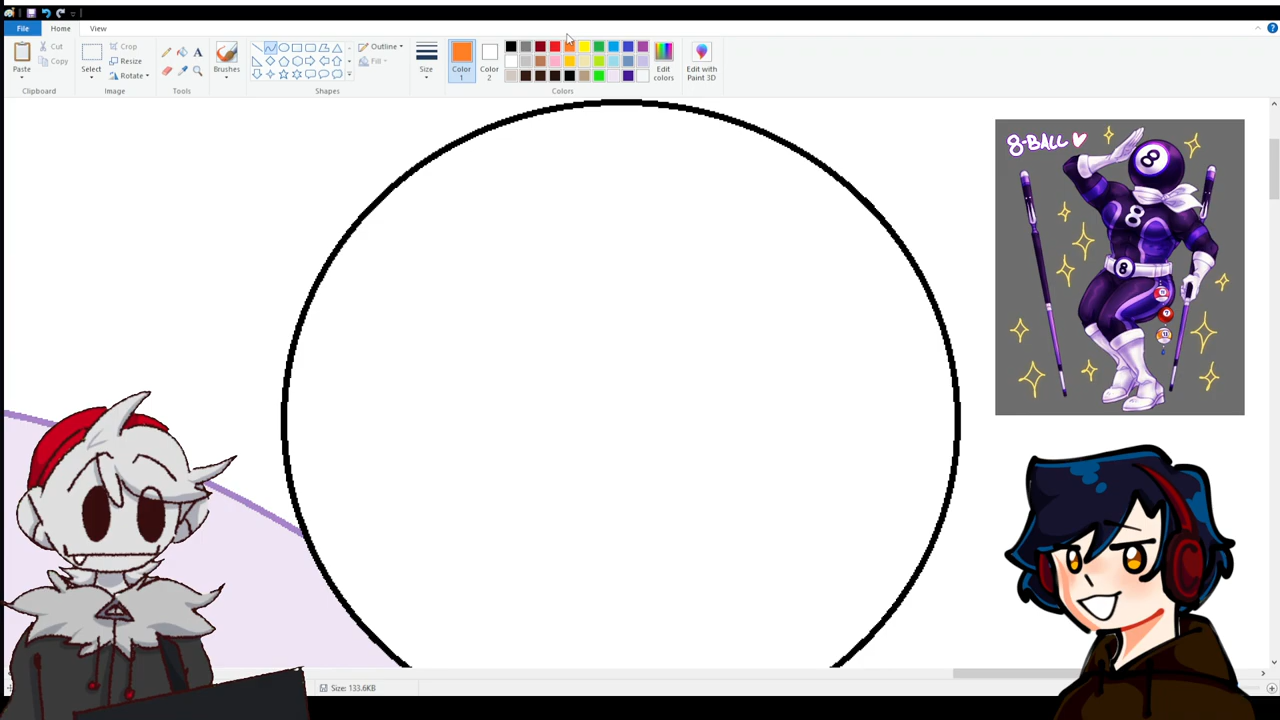 File
Home
View
Paste
Cut
Copy
Clipboard
Select
Crop
Resize
Rotate
Image
A
Tools
Brushes
Shapes
Outline
Fill
Size
Color
1
Color
2
Edit
colors
Edit with
Paint 3D
Colors
8-BALL
8
8
8
7
Size: 133.6KB